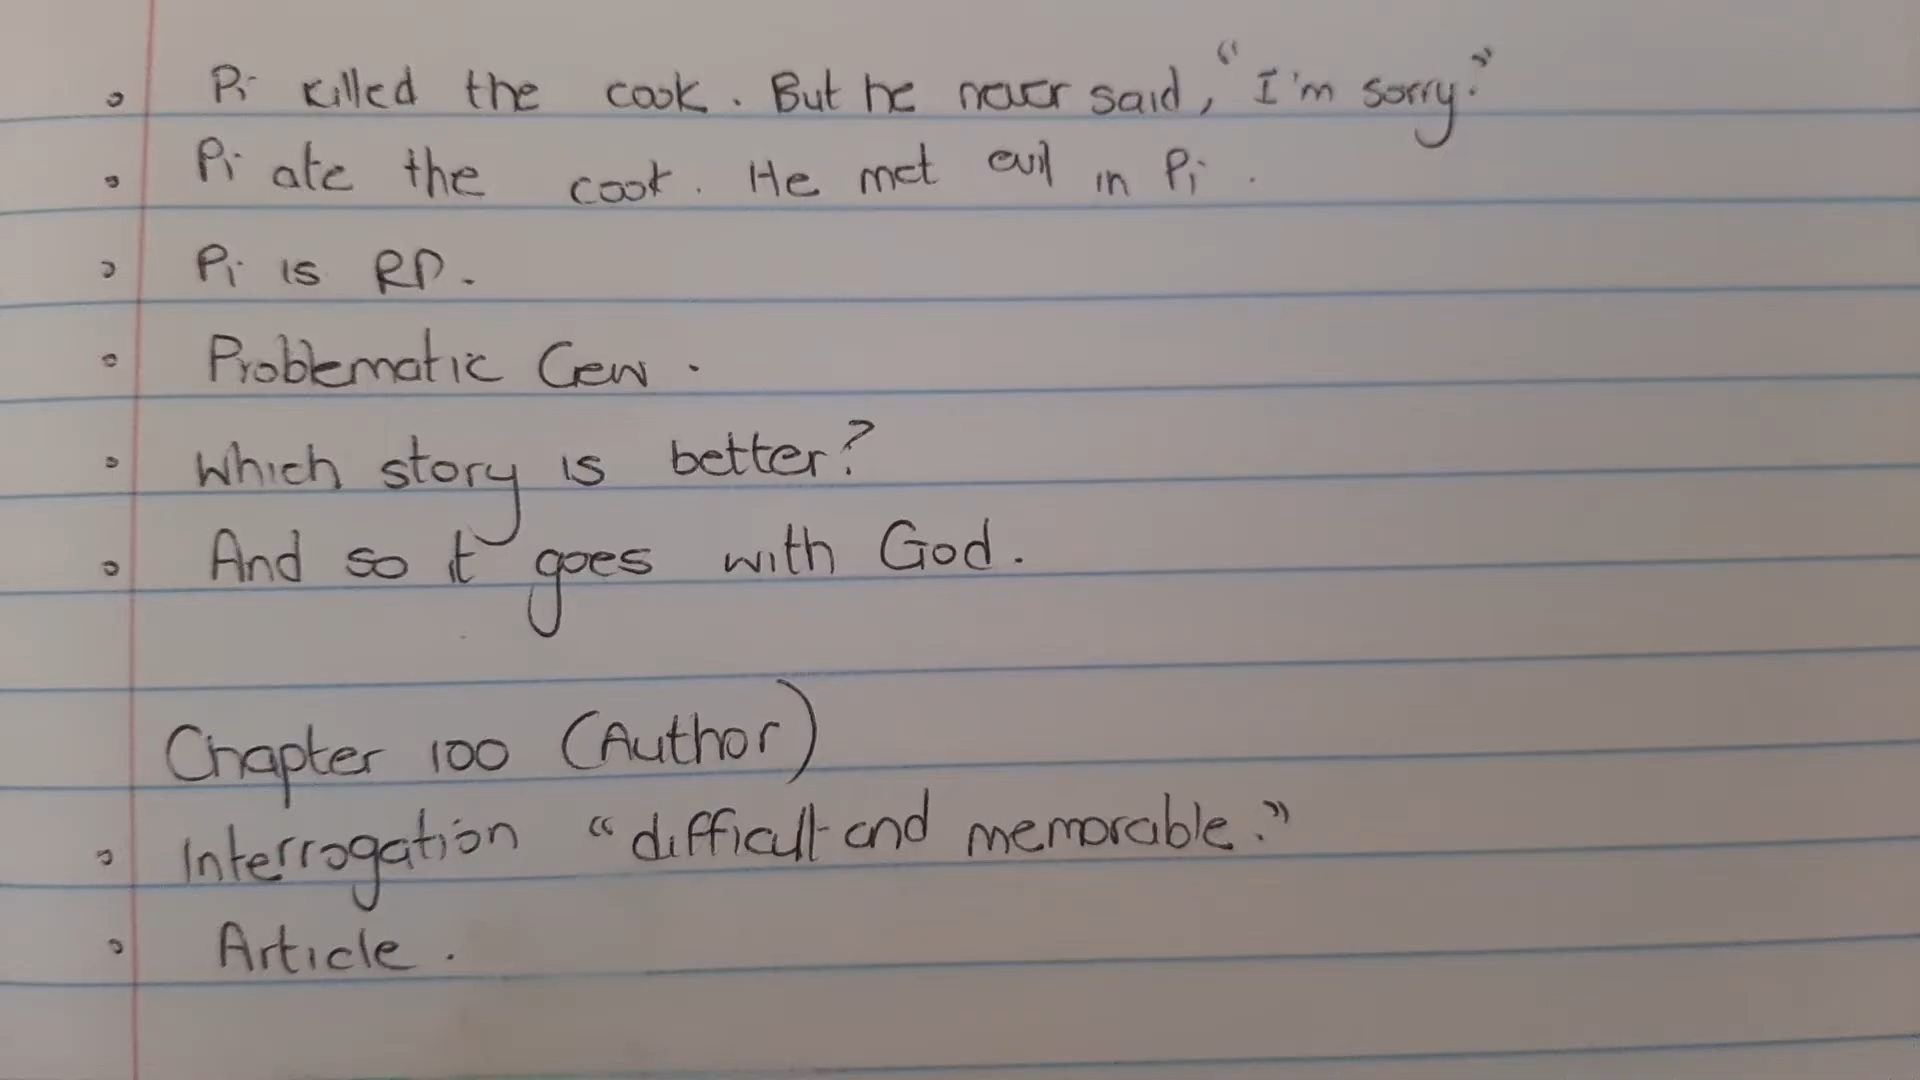 • Pi killed the cook. But he never said, "I'm sorry."
• Pi ate the cook. He met evil in Pi.
• Pi is RP.
• Problematic Crew.
• Which story is better?
• And so it goes with God.
Chapter 100 (Author)
• Interrogation "difficult and memorable."
• Article.